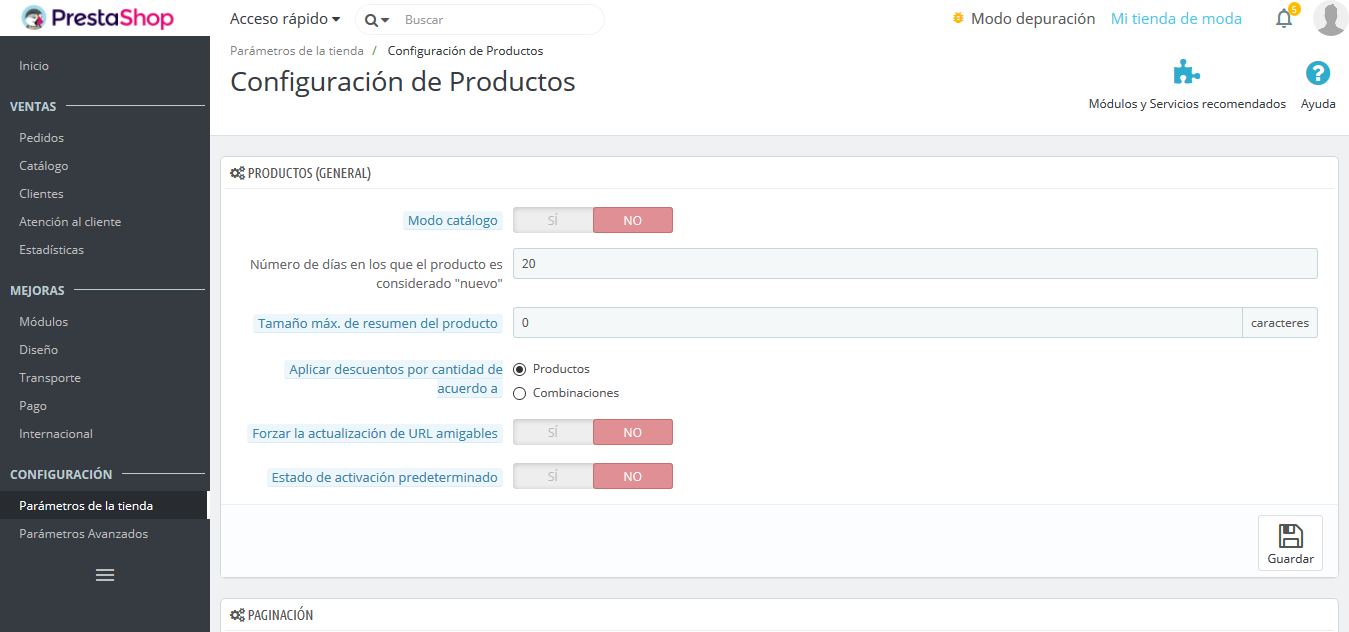 PrestaShop
Acceso rápido
Buscar
Modo depuración
Mi tienda de moda
5
Inicio
VENTAS
Pedidos
Catálogo
Clientes
Atención al cliente
Estadísticas
MEJORAS
Módulos
Diseño
Transporte
Pago
Internacional
CONFIGURACIÓN
Parámetros de la tienda
Parámetros Avanzados
Parámetros de la tienda / Configuración de Productos
Configuración de Productos
Módulos y Servicios recomendados
Ayuda
PRODUCTOS (GENERAL)
Modo catálogo SÍ NO
Número de días en los que el producto es
considerado "nuevo"
20
Tamaño máx. de resumen del producto 0 caracteres
Aplicar descuentos por cantidad de
acuerdo a
Productos
Combinaciones
Forzar la actualización de URL amigables SÍ NO
Estado de activación predeterminado SÍ NO
Guardar
PAGINACIÓN